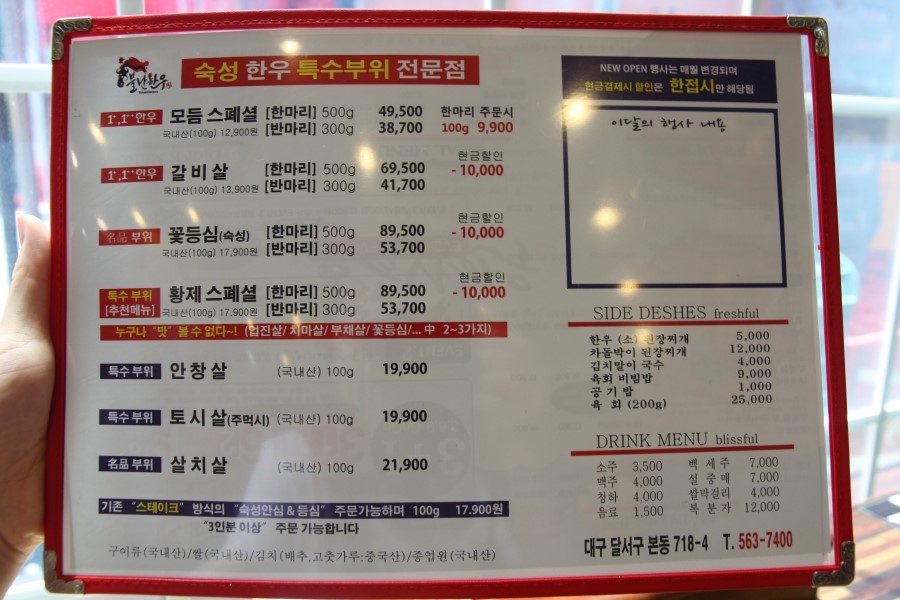 불난한우
숙성 한우 특수부위 전문점
1+,1++한우 모듬 스폐셜 [한마리] 500g 49,500 한마리 주문시
국내산(100g) 12,900원 [반마리] 300g 38,700 100g 9,900
현금할인
1+,1++한우 갈비살 [한마리] 500g 69,500 - 10,000
국내산(100g) 13,900원 [반마리] 300g 41,700
현금할인
名品 부위 꽃등심(숙성) [한마리] 500g 89,500 - 10,000
국내산(100g) 17,900원 [반마리] 300g 53,700
현금할인
특수 부위 황제 스폐셜 [한마리] 500g 89,500 - 10,000
[추천메뉴] 국내산(100g) 17,900원 [반마리] 300g 53,700
누구나 "맛" 볼 수 없다~! (업진살/ 치마살/ 부채살/ 꽃등심/... 中 2~3가지)
특수 부위 안창살 (국내산) 100g 19,900
특수 부위 토시살(주먹시) (국내산) 100g 19,900
名品 부위 살치살 (국내산) 100g 21,900
기존 "스테이크" 방식의 "숙성안심 & 등심" 주문가능하며 100g 17.900원
"3인분 이상" 주문 가능합니다
구이류(국내산)/쌀(국내산)/김치(배추,고춧가루:중국산)/종업원(국내산)
NEW OPEN 행사는 매월 변경되며
현금결제시 할인은 한접시만 해당됨
이달의 행사 내용
SIDE DESHES freshful
한우 (소) 된장찌개 5,000
차돌박이 된장찌개 12,000
김치말이 국수 4,000
육회 비빔밥 9,000
공기밥 1,000
육 회 (200g) 25,000
DRINK MENU blissful
소주 3,500 백 세 주 7,000
맥주 4,000 설 중 매 7,000
청하 4,000 쌀막걸리 4,000
음료 1,500 복 분 자 12,000
대구 달서구 본동 718-4 T. 563-7400